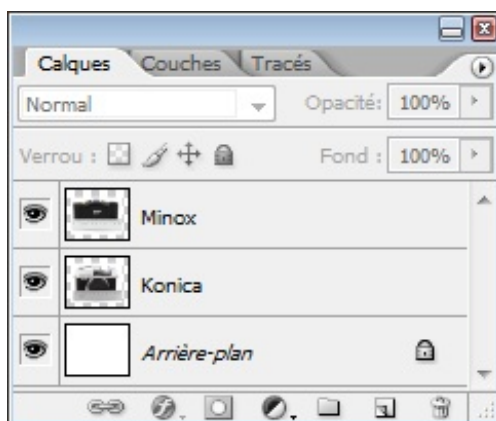 Calques Couches Tracés
Normal Opacité: 100%
Verrou : Fond : 100%
Minox
Konica
Arrière-plan